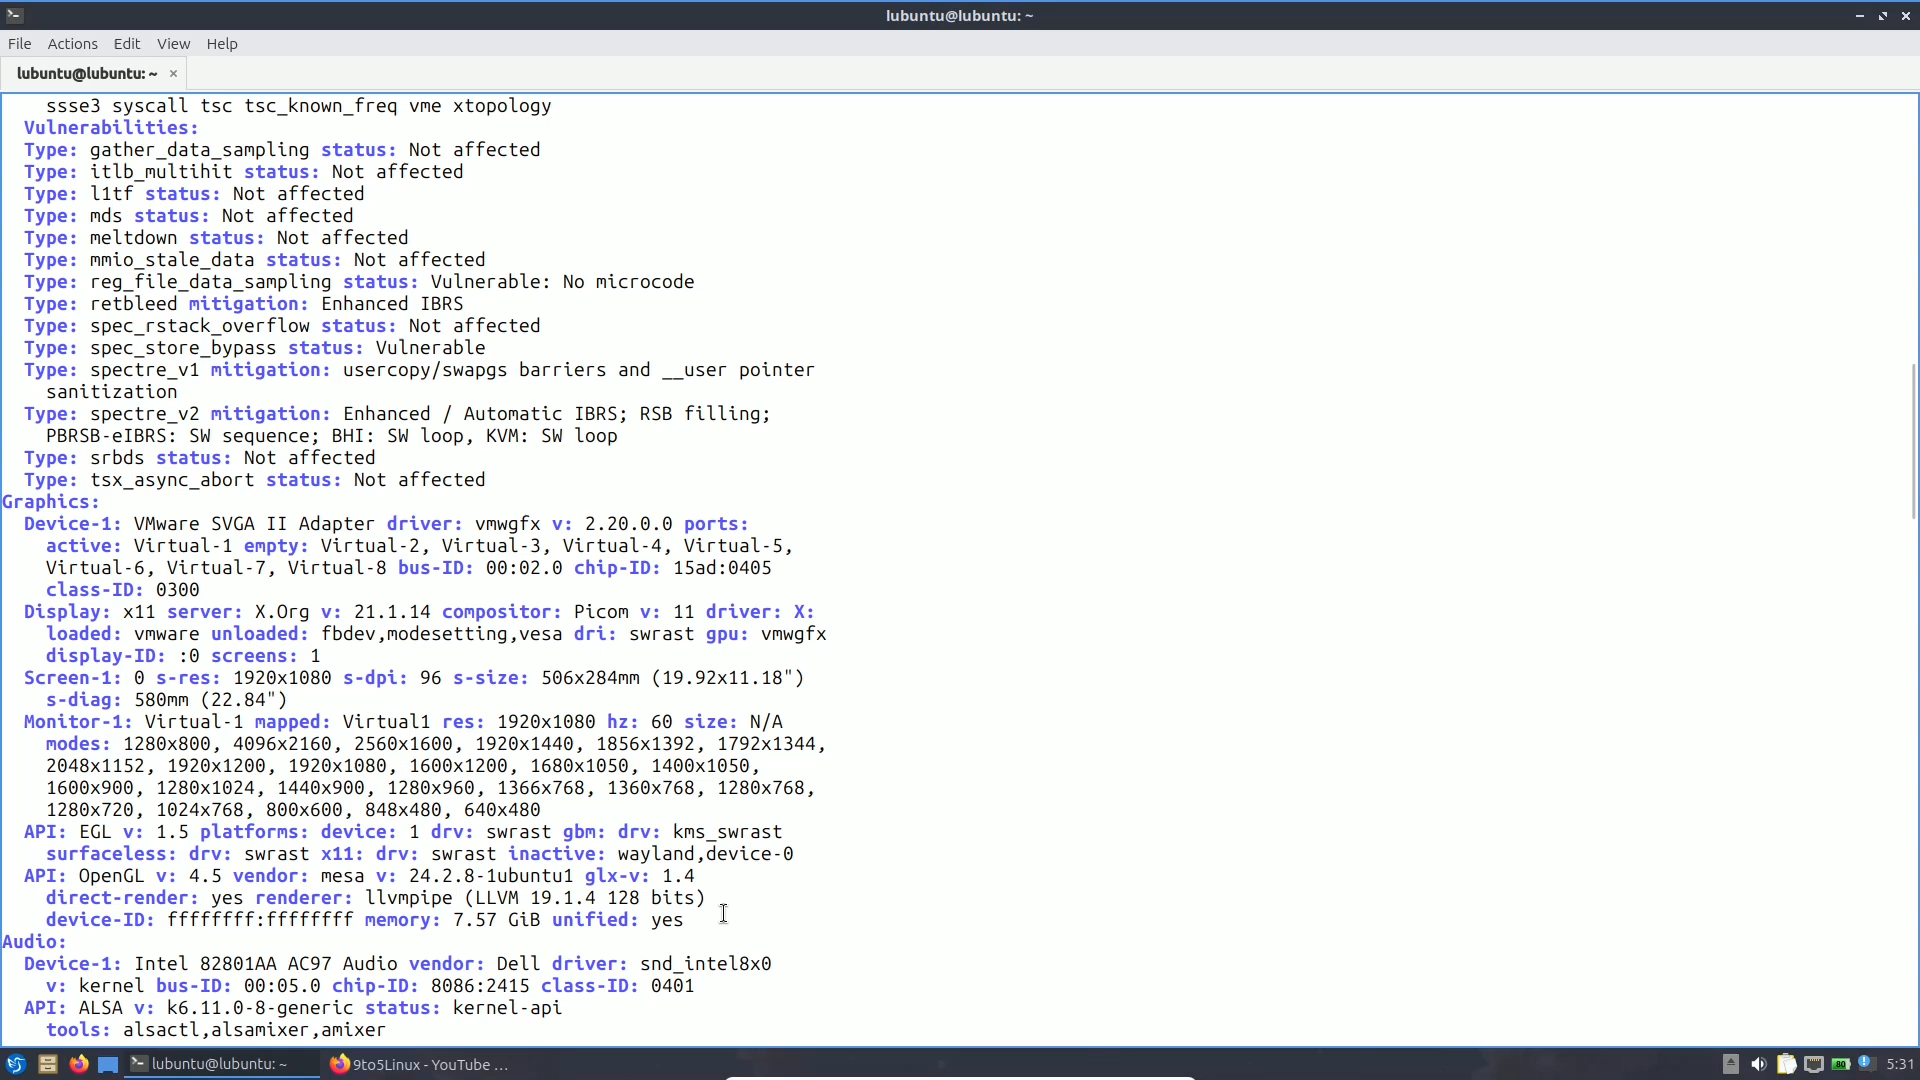 lubuntu@lubuntu: ~
File Actions Edit View Help
lubuntu@lubuntu: ~ ×
ssse3 syscall tsc tsc_known_freq vme xtopology
Vulnerabilities:
Type: gather_data_sampling status: Not affected
Type: itlb_multihit status: Not affected
Type: l1tf status: Not affected
Type: mds status: Not affected
Type: meltdown status: Not affected
Type: mmio_stale_data status: Not affected
Type: reg_file_data_sampling status: Vulnerable: No microcode
Type: retbleed mitigation: Enhanced IBRS
Type: spec_rstack_overflow status: Not affected
Type: spec_store_bypass status: Vulnerable
Type: spectre_v1 mitigation: usercopy/swapgs barriers and __user pointer
sanitization
Type: spectre_v2 mitigation: Enhanced / Automatic IBRS; RSB filling;
PBRSB-eIBRS: SW sequence; BHI: SW loop, KVM: SW loop
Type: srbds status: Not affected
Type: tsx_async_abort status: Not affected
Graphics:
Device-1: VMware SVGA II Adapter driver: vmwgfx v: 2.20.0.0 ports:
active: Virtual-1 empty: Virtual-2, Virtual-3, Virtual-4, Virtual-5,
Virtual-6, Virtual-7, Virtual-8 bus-ID: 00:02.0 chip-ID: 15ad:0405
class-ID: 0300
Display: x11 server: X.Org v: 21.1.14 compositor: Picom v: 11 driver: X:
loaded: vmware unloaded: fbdev,modesetting,vesa dri: swrast gpu: vmwgfx
display-ID: :0 screens: 1
Screen-1: 0 s-res: 1920x1080 s-dpi: 96 s-size: 506x284mm (19.92x11.18")
s-diag: 580mm (22.84")
Monitor-1: Virtual-1 mapped: Virtual1 res: 1920x1080 hz: 60 size: N/A
modes: 1280x800, 4096x2160, 2560x1600, 1920x1440, 1856x1392, 1792x1344,
2048x1152, 1920x1200, 1920x1080, 1600x1200, 1680x1050, 1400x1050,
1600x900, 1280x1024, 1440x900, 1280x960, 1366x768, 1360x768, 1280x768,
1280x720, 1024x768, 800x600, 848x480, 640x480
API: EGL v: 1.5 platforms: device: 1 drv: swrast gbm: drv: kms_swrast
surfaceless: drv: swrast x11: drv: swrast inactive: wayland,device-0
API: OpenGL v: 4.5 vendor: mesa v: 24.2.8-1ubuntu1 glx-v: 1.4
direct-render: yes renderer: llvmpipe (LLVM 19.1.4 128 bits)
device-ID: ffffffff:ffffffff memory: 7.57 GiB unified: yes
Audio:
Device-1: Intel 82801AA AC97 Audio vendor: Dell driver: snd_intel8x0
v: kernel bus-ID: 00:05.0 chip-ID: 8086:2415 class-ID: 0401
API: ALSA v: k6.11.0-8-generic status: kernel-api
tools: alsactl,alsamixer,amixer
lubuntu@lubuntu: ~ 9to5Linux - YouTube ... 80 5:31